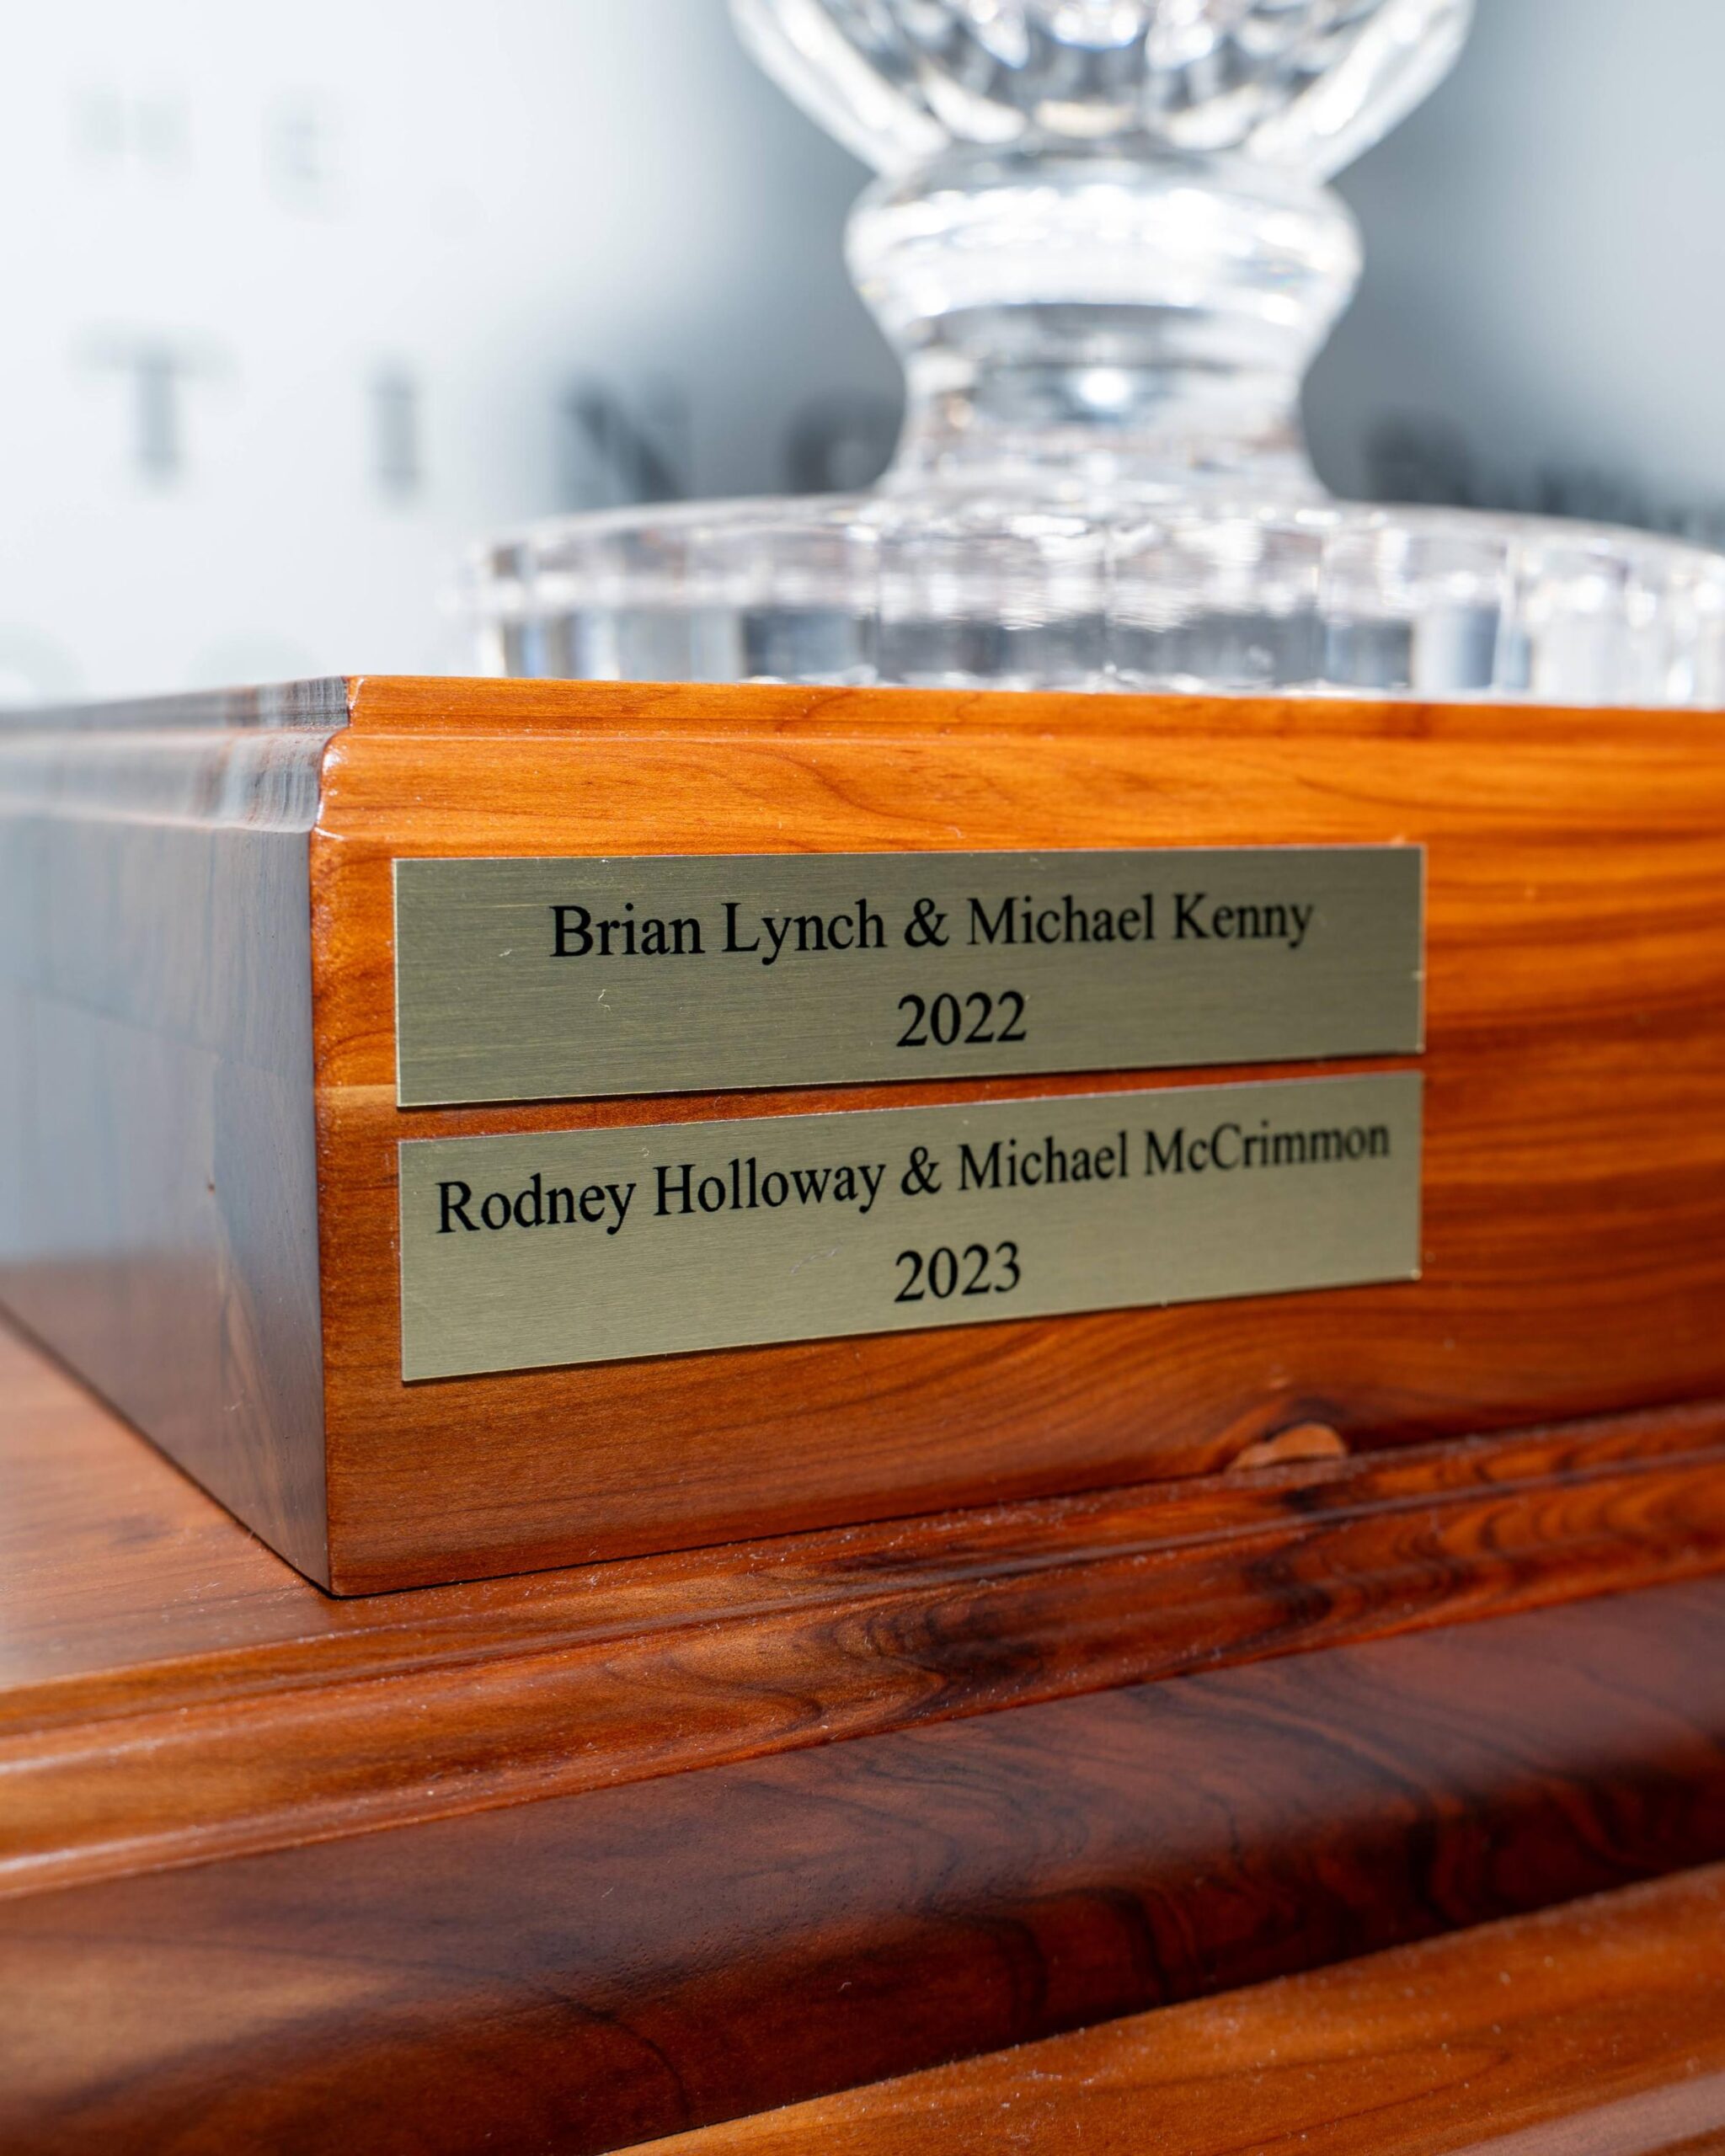 Brian Lynch & Michael Kenny
2022
Rodney Holloway & Michael McCrimmon
2023